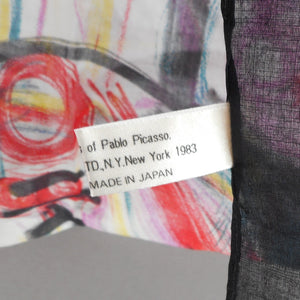 of Pablo Picasso.
TD., N.Y. New York 1983
MADE IN JAPAN